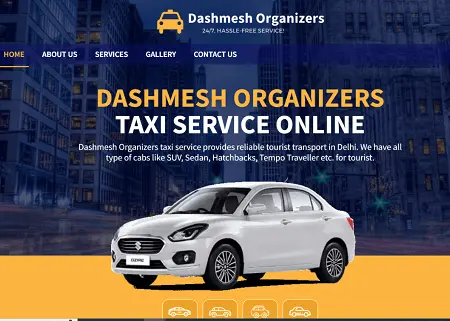 Dashmesh Organizers
24/7. HASSLE-FREE SERVICE!
HOME ABOUT US SERVICES GALLERY CONTACT US
DASHMESH ORGANIZERS
TAXI SERVICE ONLINE
Dashmesh Organizers taxi service provides reliable tourist transport in Delhi. We have all
type of cabs like SUV, Sedan, Hatchbacks, Tempo Traveller etc. for tourist.